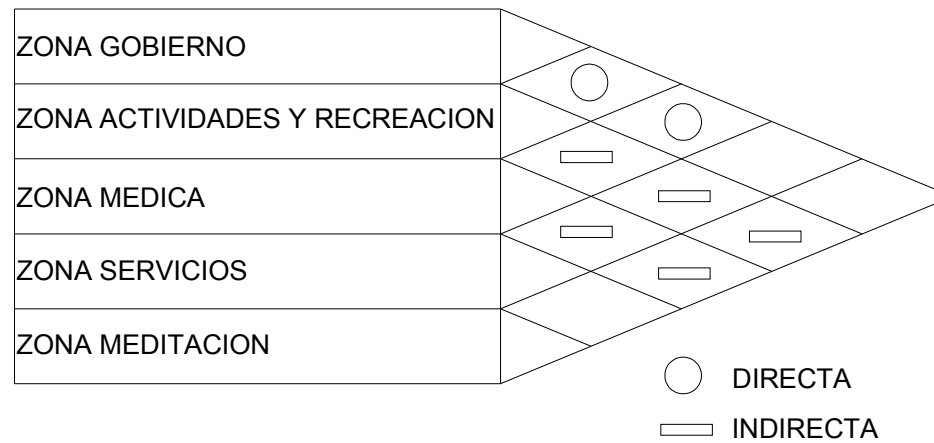 ZONA GOBIERNO
ZONA ACTIVIDADES Y RECREACION
ZONA MEDICA
ZONA SERVICIOS
ZONA MEDITACION
DIRECTA
INDIRECTA